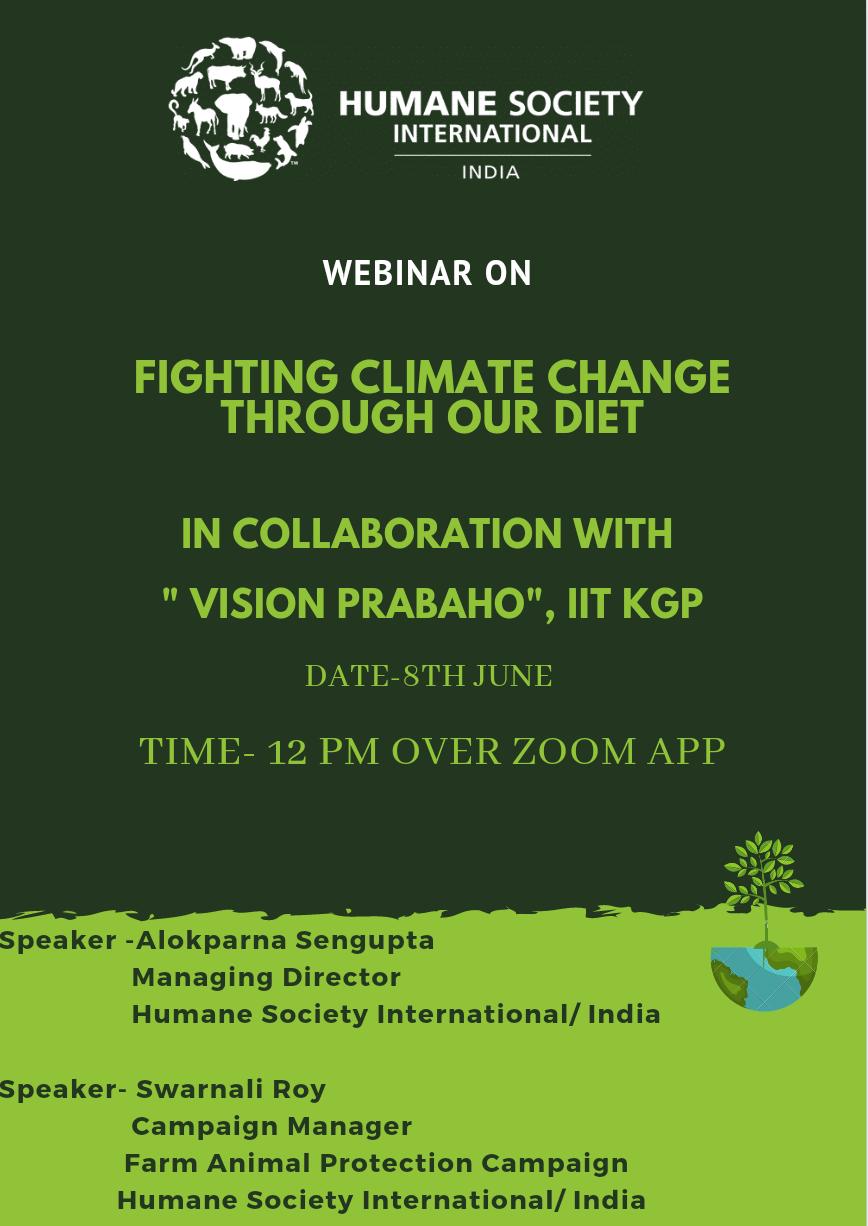 HUMANE SOCIETY
INTERNATIONAL
INDIA
WEBINAR ON
FIGHTING CLIMATE CHANGE
THROUGH OUR DIET
IN COLLABORATION WITH
" VISION PRABAHO", IIT KGP
DATE-8TH JUNE
TIME- 12 PM OVER ZOOM APP
Speaker -Alokparna Sengupta
Managing Director
Humane Society International/ India
Speaker- Swarnali Roy
Campaign Manager
Farm Animal Protection Campaign
Humane Society International/ India